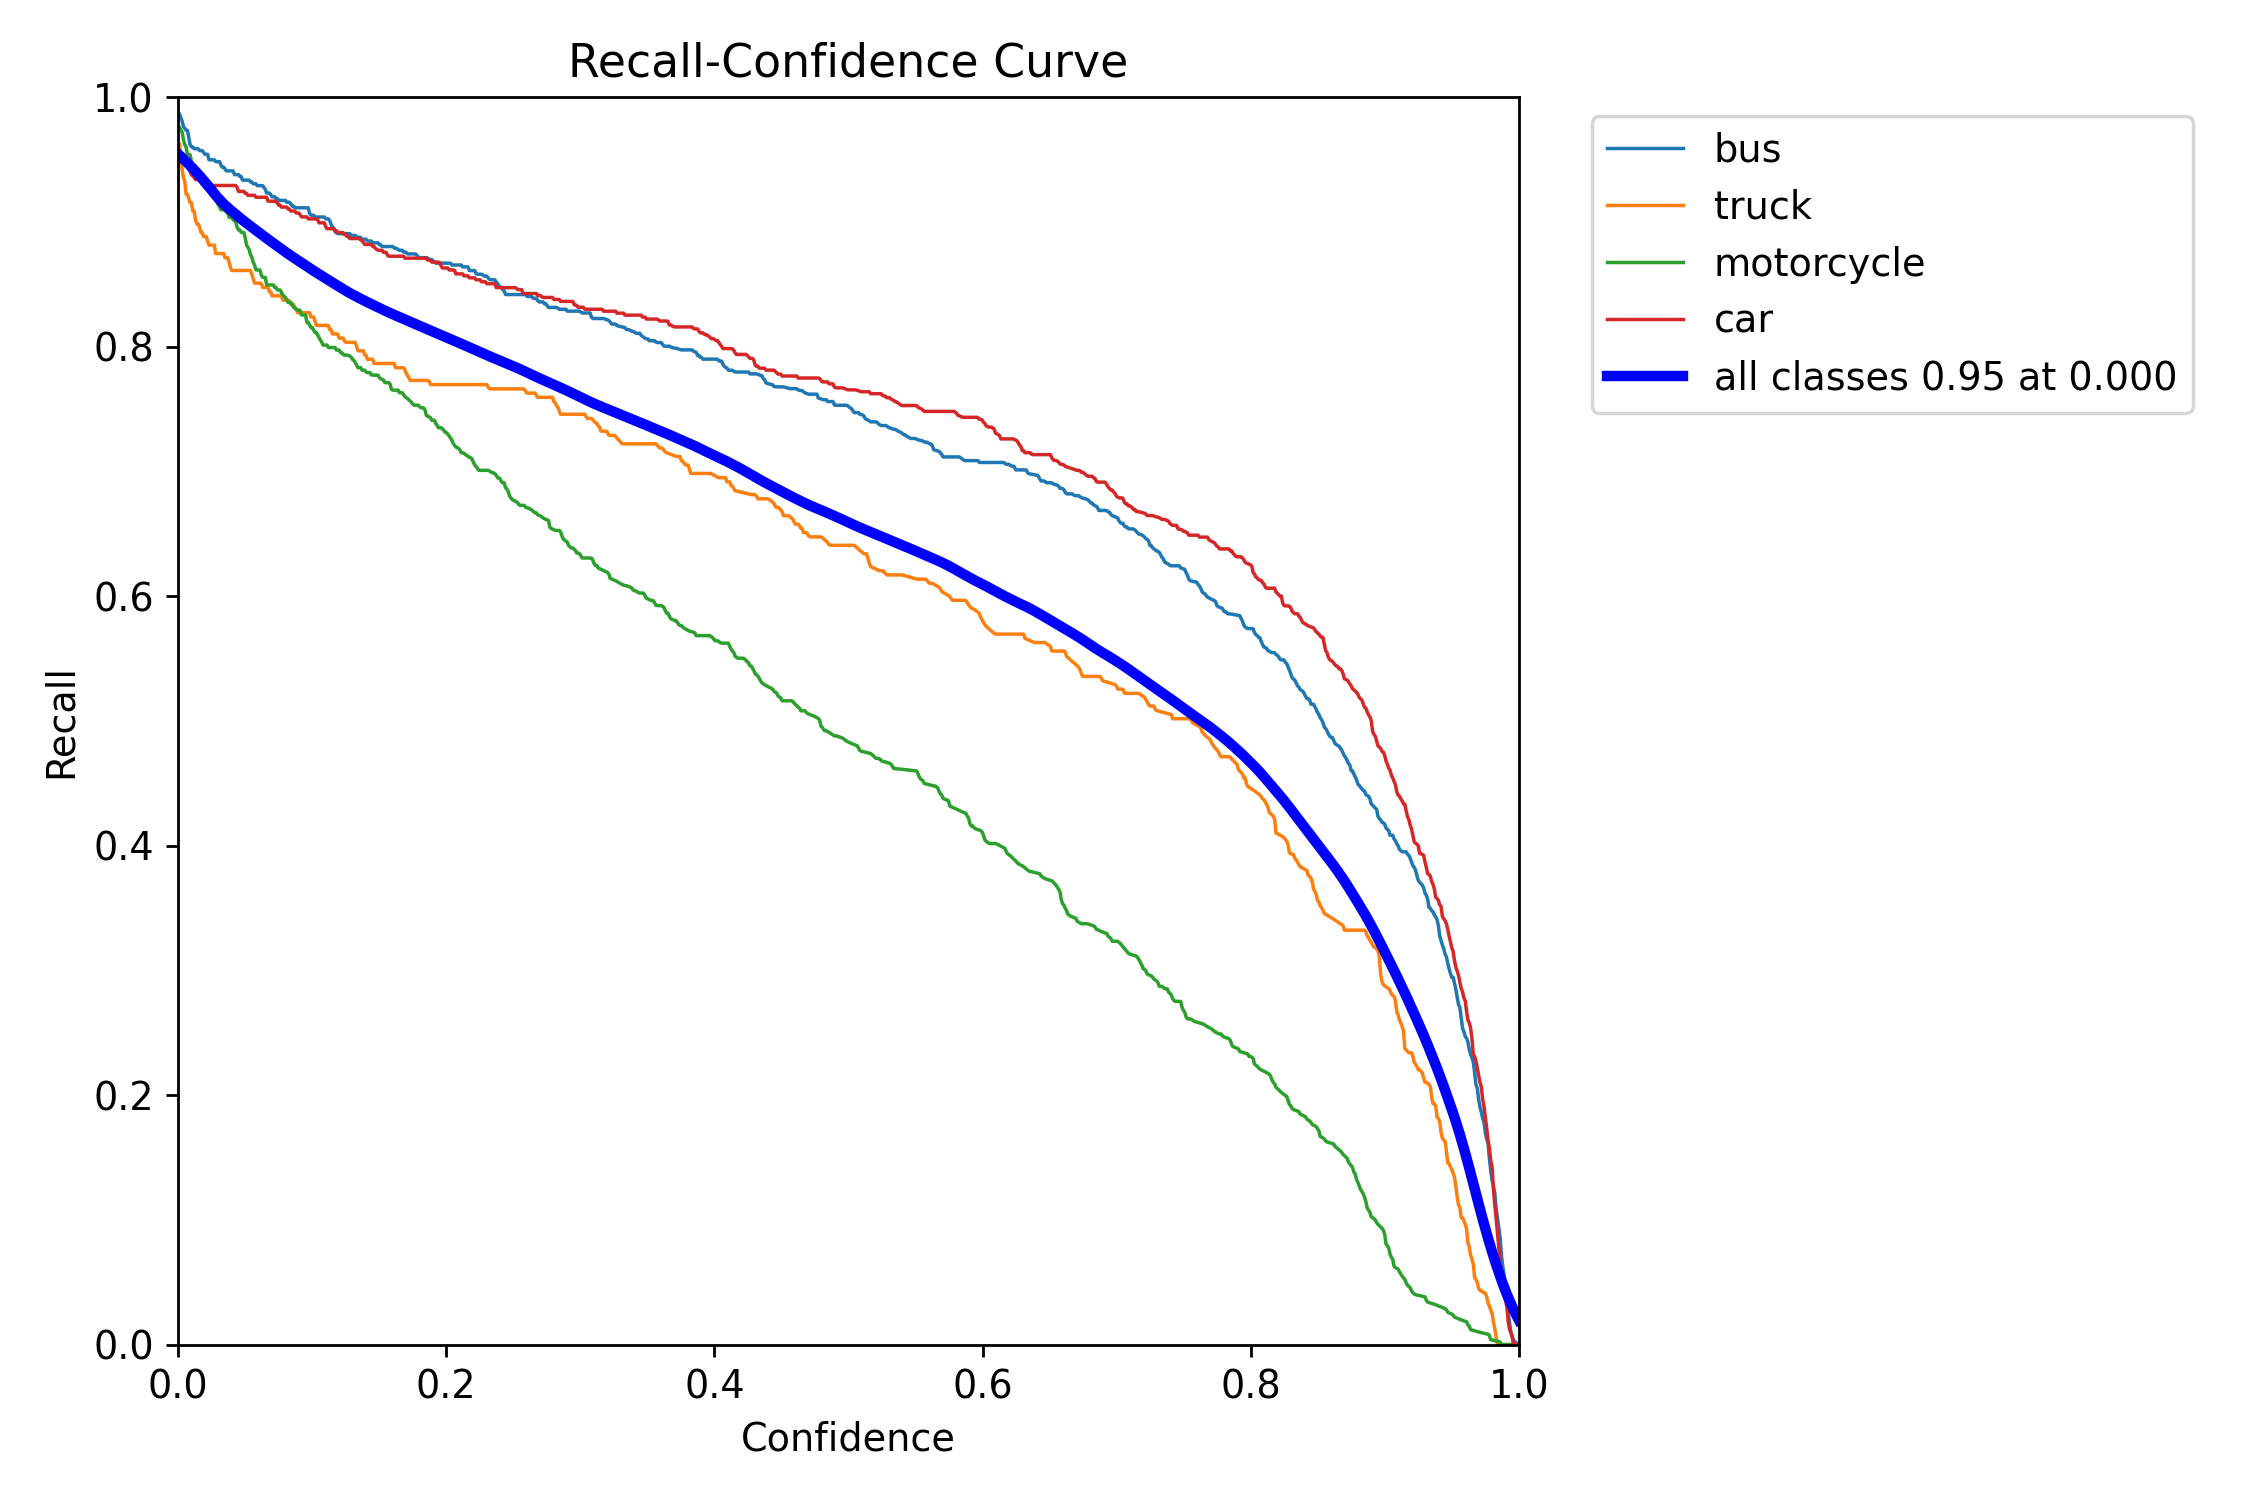 Recall-Confidence Curve
1.0
0.8
0.6
0.4
0.2
0.0
Recall
0.0 0.2 0.4 0.6 0.8 1.0
Confidence
bus
truck
motorcycle
car
all classes 0.95 at 0.000